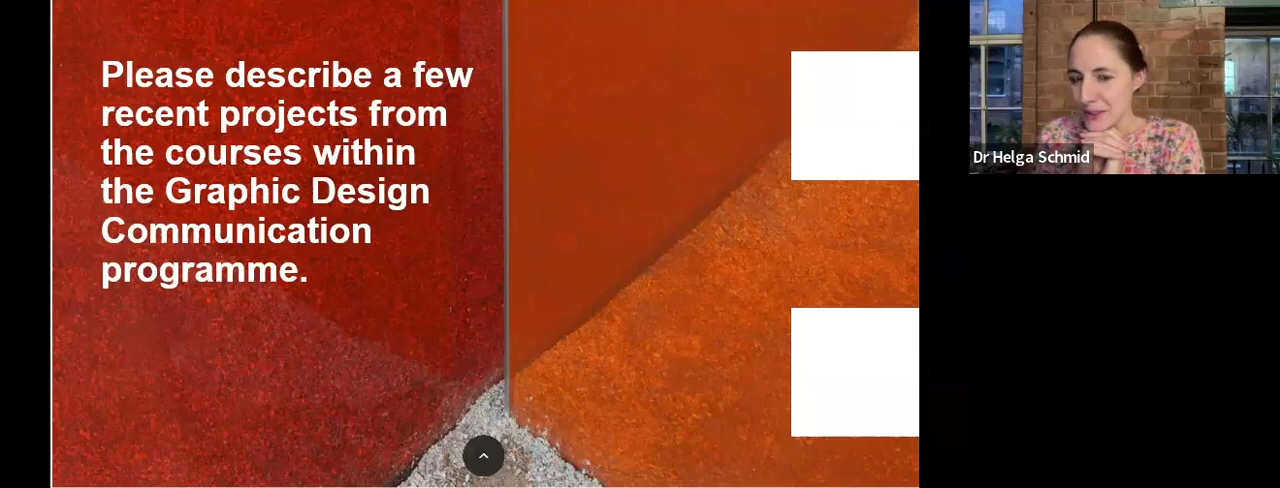 Please describe a few
recent projects from
the courses within
the Graphic Design
Communication
programme.
Dr Helga Schmid